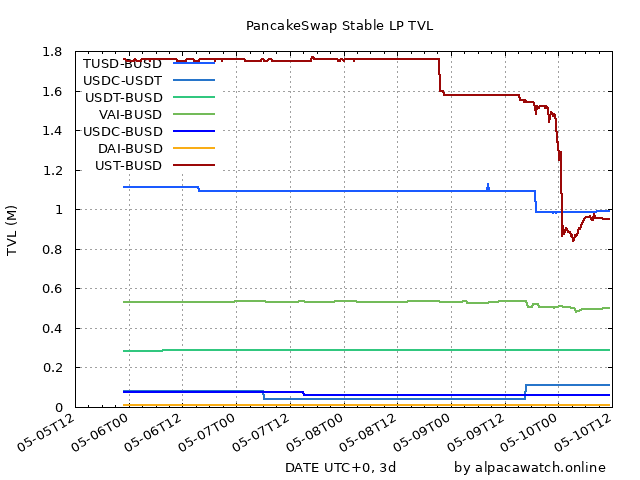 PancakeSwap Stable LP TVL
1.8
1.6
1.4
1.2
1
0.8
0.6
0.4
0.2
0
TVL (M)
TUSD-BUSD
USDC-USDT
USDT-BUSD
VAI-BUSD
USDC-BUSD
DAI-BUSD
UST-BUSD
05-05T12
05-06T00
05-06T12
05-07T00
05-07T12
05-08T00
05-08T12
05-09T00
05-09T12
05-10T00
05-10T12
DATE UTC+0, 3d
by alpacawatch.online